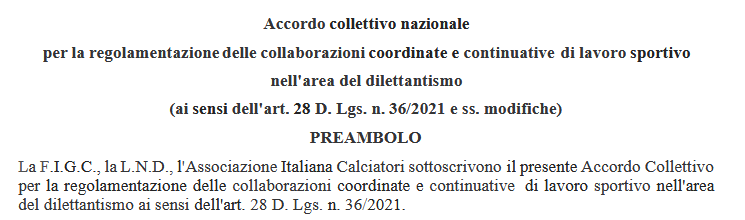 Accordo collettivo nazionale
per la regolamentazione delle collaborazioni coordinate e continuative di lavoro sportivo
nell'area del dilettantismo
(ai sensi dell'art. 28 D. Lgs. n. 36/2021 e ss. modifiche)
PREAMBOLO
La F.I.G.C., la L.N.D., l'Associazione Italiana Calciatori sottoscrivono il presente Accordo Collettivo
per la regolamentazione delle collaborazioni coordinate e continuative di lavoro sportivo nell'area
del dilettantismo ai sensi dell'art. 28 D. Lgs. n. 36/2021.